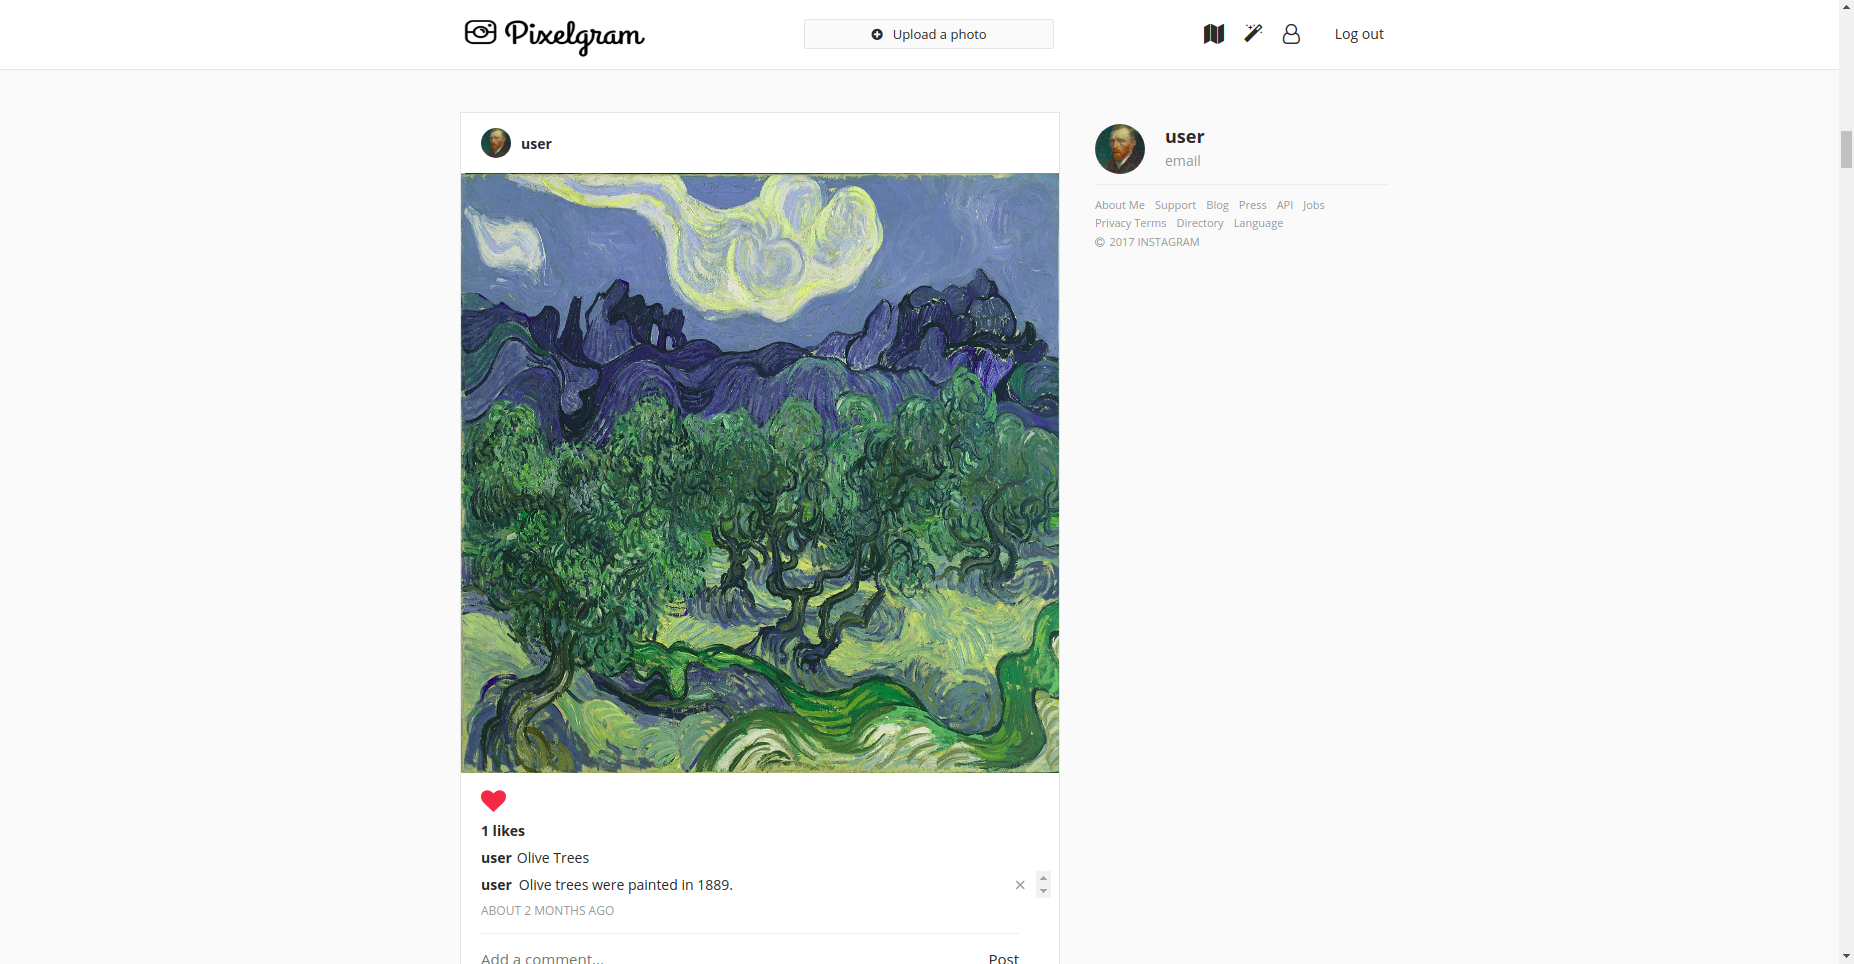 Pixelgram
Upload a photo
Log out
user
user
email
About Me Support Blog Press API Jobs
Privacy Terms Directory Language
© 2017 INSTAGRAM
1 likes
user Olive Trees
user Olive trees were painted in 1889.
ABOUT 2 MONTHS AGO
Add a comment... Post